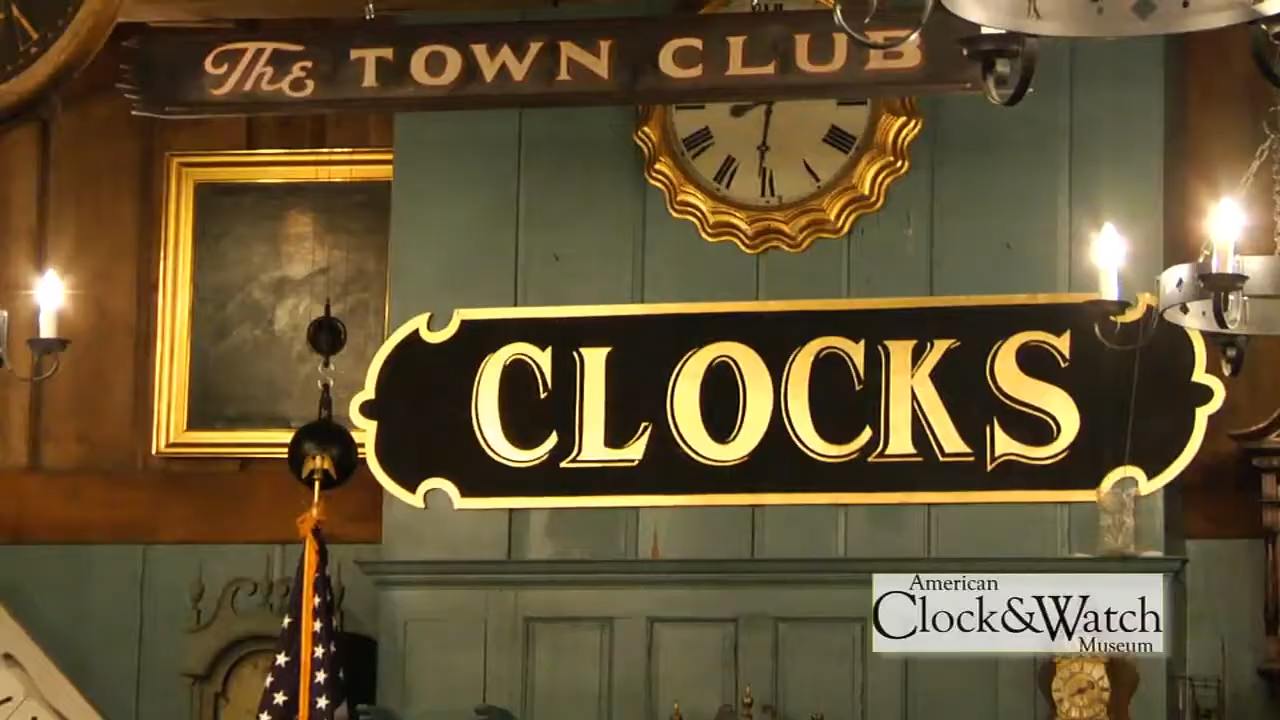 The TOWN CLUB
CLOCKS
American
Clock&Watch
Museum